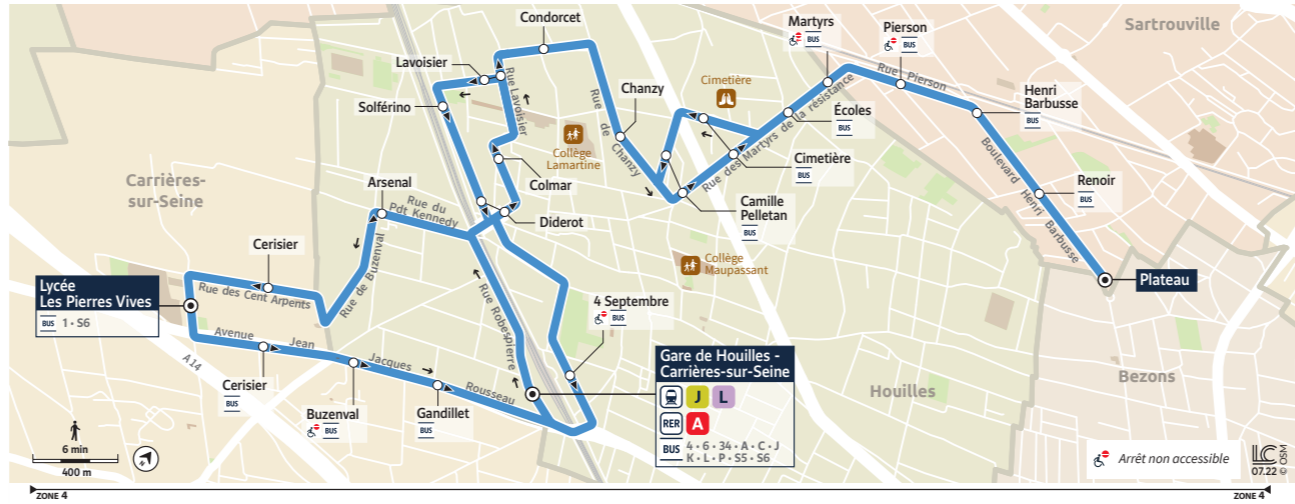 Condorcet
Martyrs
BUS
Pierson
BUS
Sartrouville
Lavoisier
Rue Lavoisier
Solférino
Rue de Chanzy
Chanzy
Cimetière
Rue Pierson
Henri
Barbusse
BUS
Écoles
BUS
Rue des Martyrs de la résistance
Collège
Lamartine
Cimetière
BUS
Boulevard Henri Barbusse
Renoir
BUS
Carrières-
sur-Seine
Arsenal
Rue du
Pdt Kennedy
Colmar
Diderot
Camille
Pelletan
BUS
Cerisier
Rue de Buzenval
Collège
Maupassant
Plateau
Lycée
Les Pierres Vives
BUS 1 • S6
Rue des Cent Arpents
4 Septembre
BUS
Rue Robespierre
Avenue Jean Jacques Rousseau
A14
Gare de Houilles -
Carrières-sur-Seine
J L
RER A
BUS 4 • 6 • 34 • A • C • J
K • L • P • S5 • S6
Bezons
Houilles
Cerisier
BUS
Buzenval
BUS
Gandillet
BUS
6 min
400 m
Arrêt non accessible
LC
07.22 © OSM
ZONE 4
ZONE 4